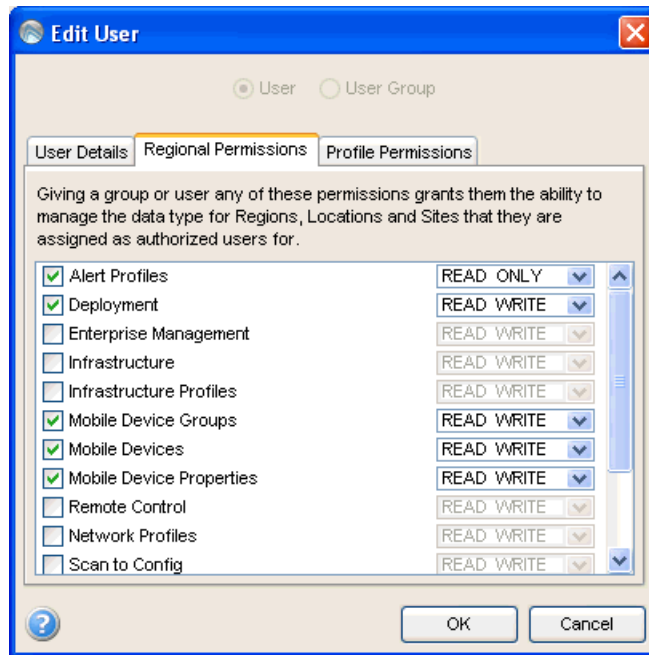 Edit User
User User Group
User Details Regional Permissions Profile Permissions
Giving a group or user any of these permissions grants them the ability to
manage the data type for Regions, Locations and Sites that they are
assigned as authorized users for.
Alert Profiles READ ONLY
Deployment READ WRITE
Enterprise Management READ WRITE
Infrastructure READ WRITE
Infrastructure Profiles READ WRITE
Mobile Device Groups READ WRITE
Mobile Devices READ WRITE
Mobile Device Properties READ WRITE
Remote Control READ WRITE
Network Profiles READ WRITE
Scan to Config READ WRITE
? OK Cancel